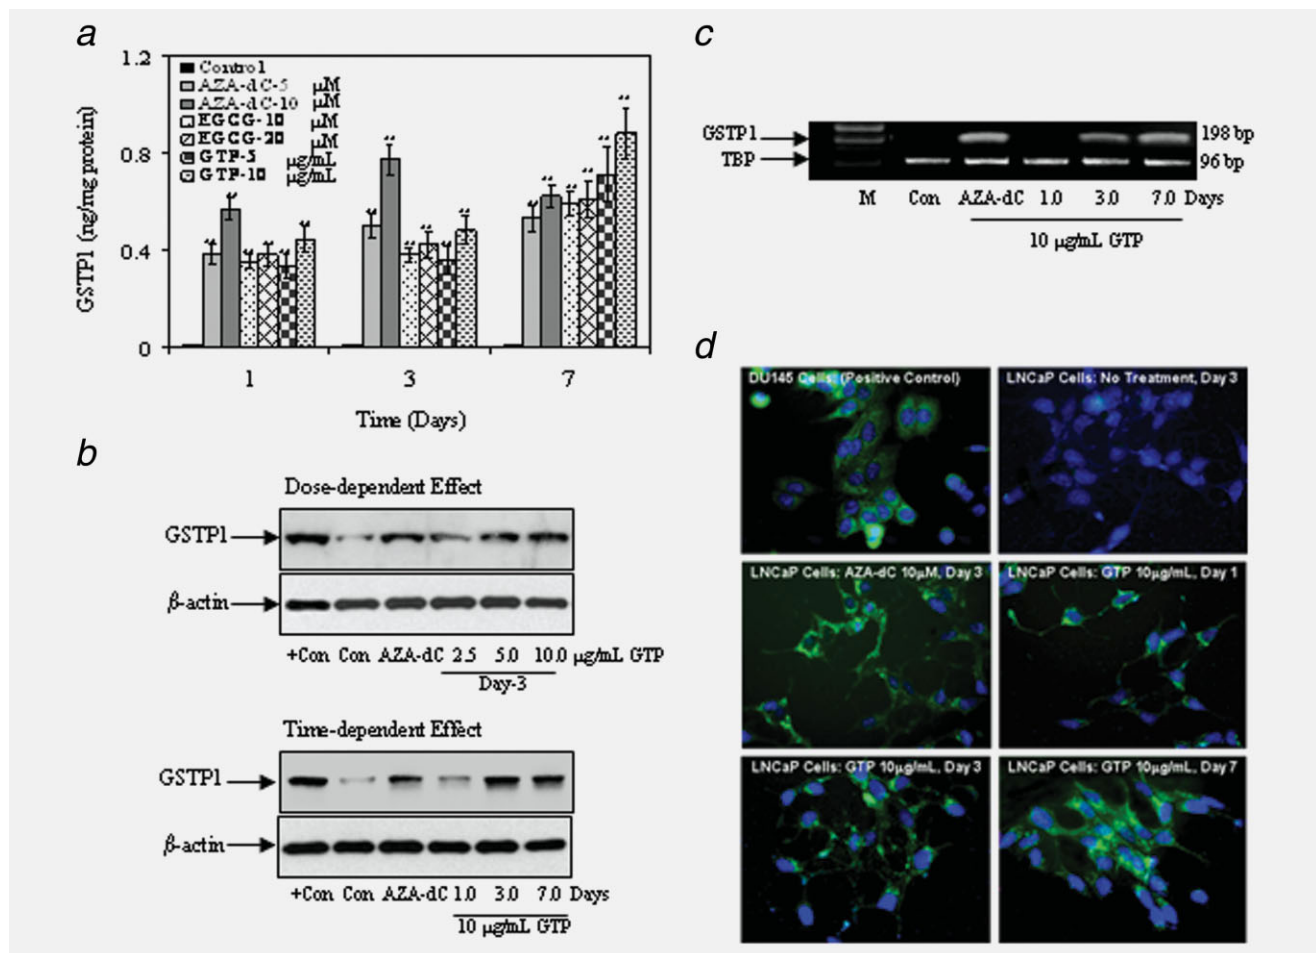 a
1.2
0.8
0.4
0
GSTP1 (ng/mg protein)
Control
AZA-dC-5 µM
AZA-dC-10 µM
EGCG-10 µM
EGCG-20 µM
GTP-5 µg/mL
GTP-10 µg/mL
1 3 7
Time (Days)
b
Dose-dependent Effect
GSTP1
β-actin
+Con Con AZA-dC 2.5 5.0 10.0 µg/mL GTP
Day-3
Time-dependent Effect
GSTP1
β-actin
+Con Con AZA-dC 1.0 3.0 7.0 Days
10 µg/mL GTP
c
GSTP1 198 bp
TBP 96 bp
M Con AZA-dC 1.0 3.0 7.0 Days
10 µg/mL GTP
d
DU145 Cells: (Positive Control)
LNCaP Cells: No Treatment, Day 3
LNCaP Cells: AZA-dC 10µM, Day 3
LNCaP Cells: GTP 10µg/mL, Day 1
LNCaP Cells: GTP 10µg/mL, Day 3
LNCaP Cells: GTP 10µg/mL, Day 7